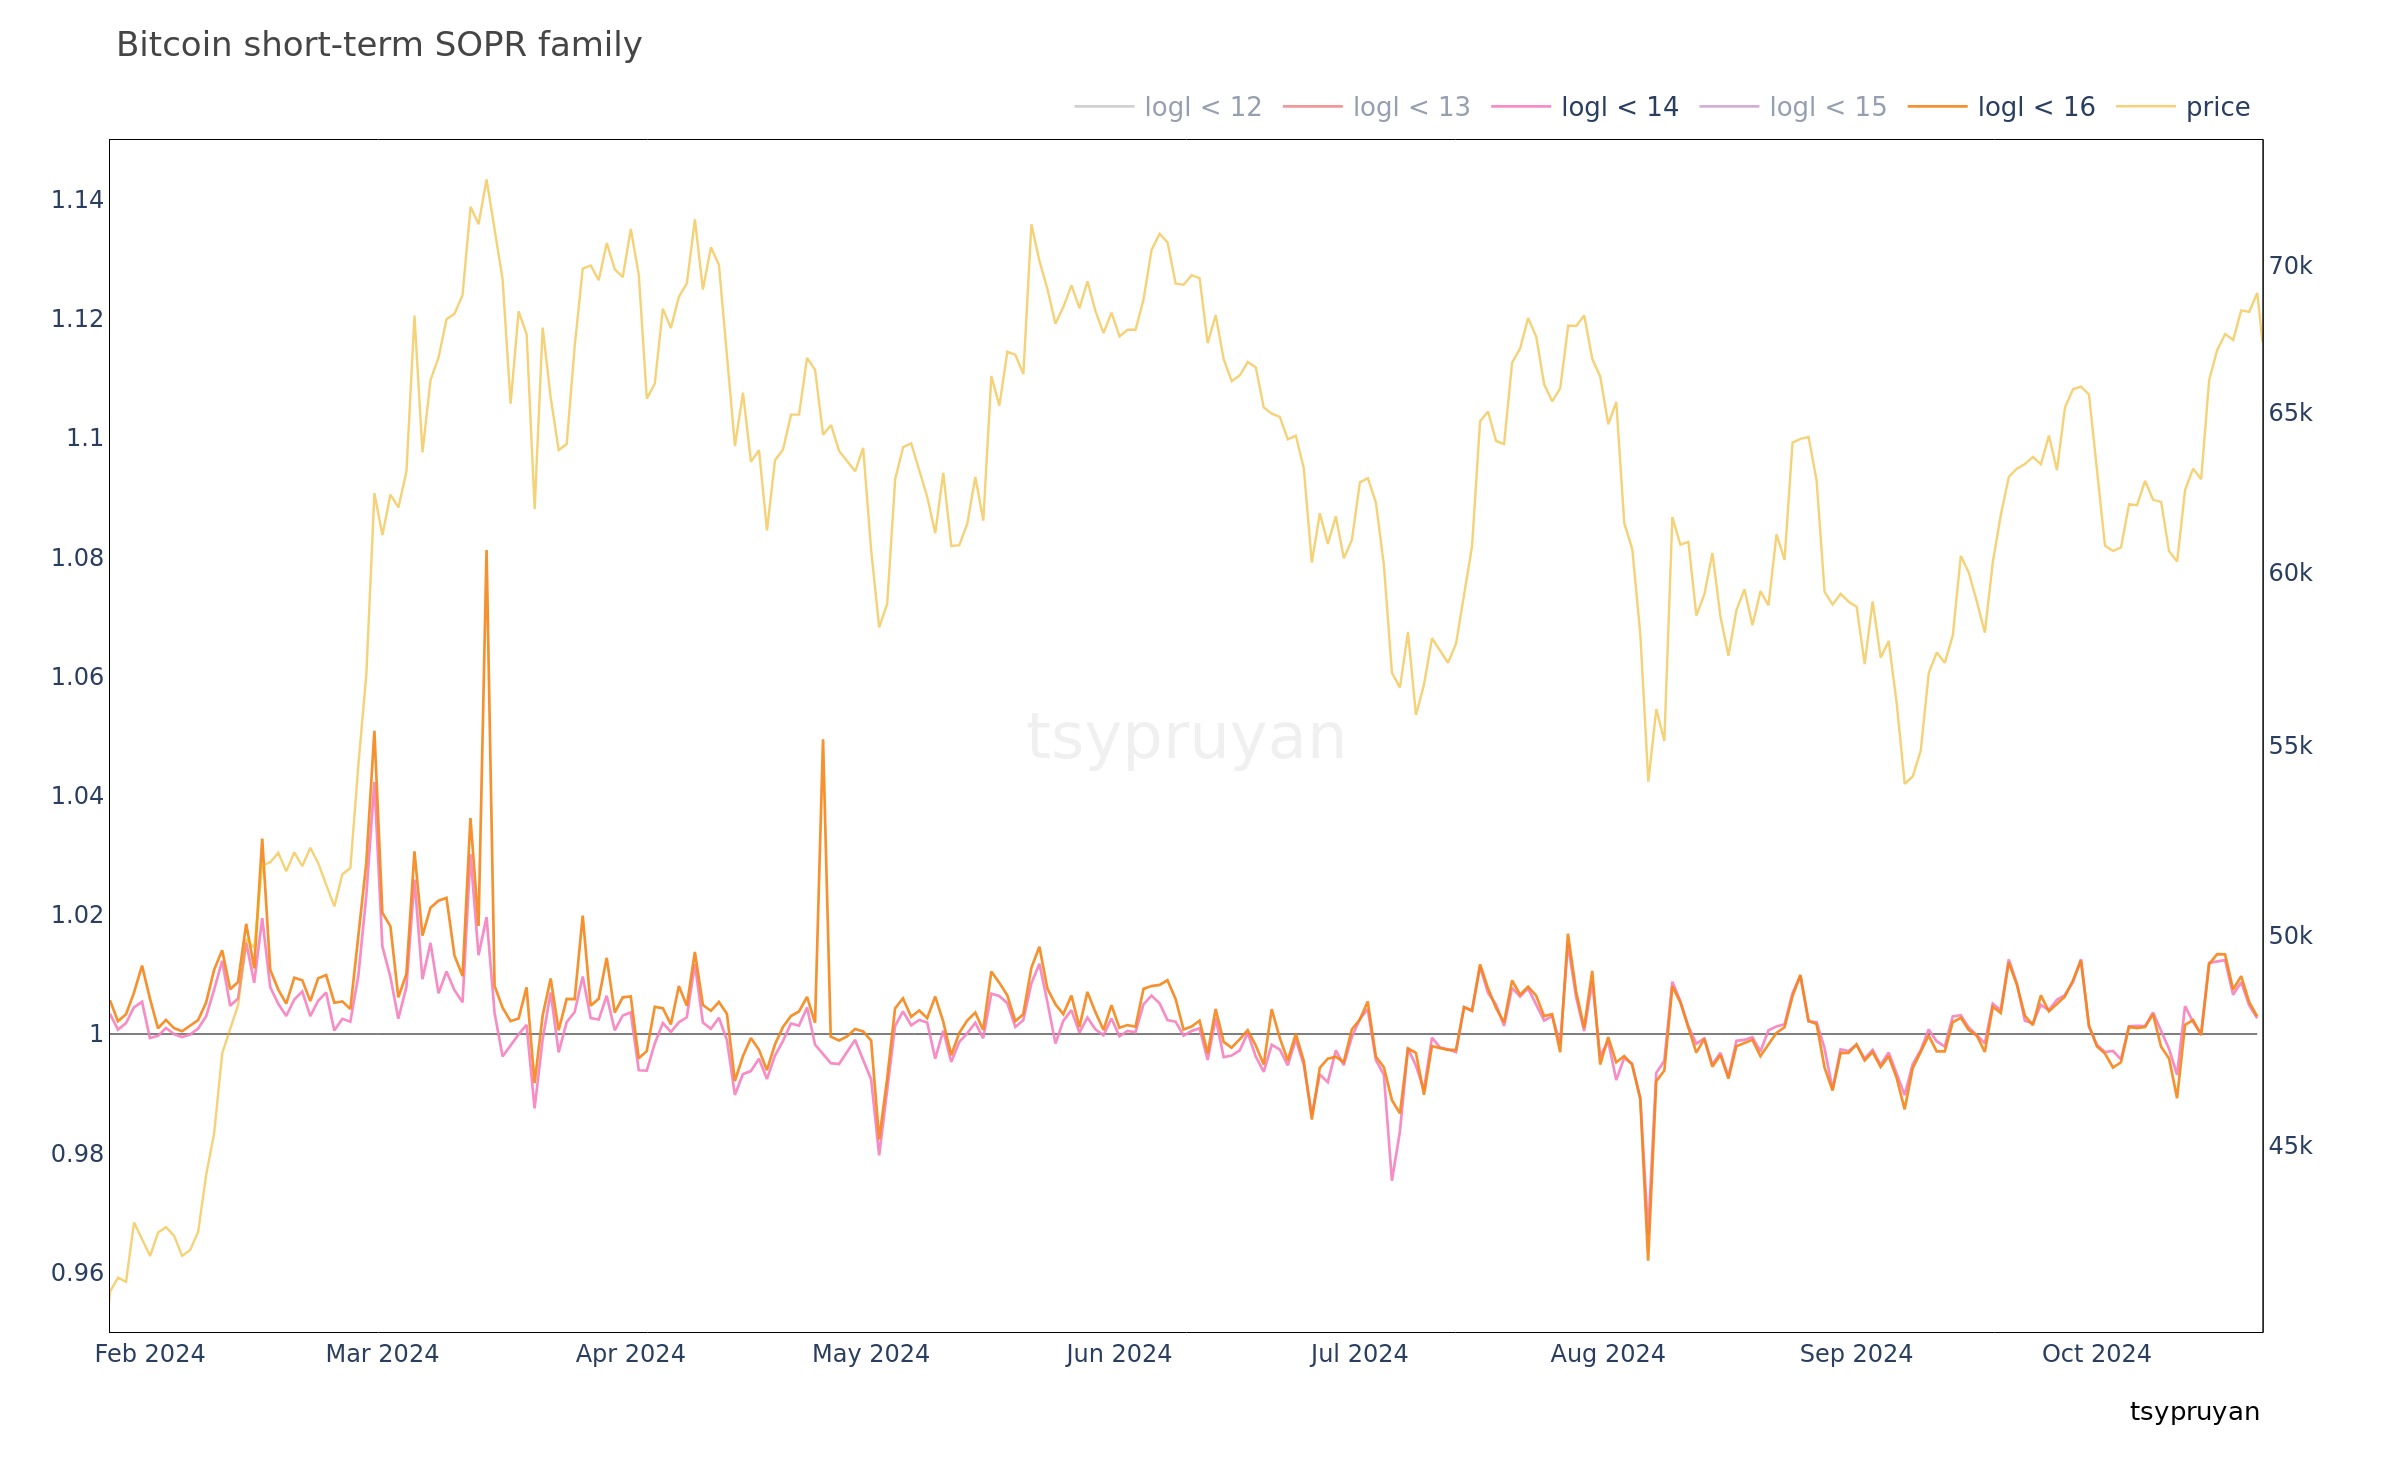 Bitcoin short-term SOPR family
logl < 12 logl < 13 logl < 14 logl < 15 logl < 16 price
1.14
1.12
1.1
1.08
1.06
1.04
1.02
1
0.98
0.96
70k
65k
60k
55k
50k
45k
tsypruyan
Feb 2024 Mar 2024 Apr 2024 May 2024 Jun 2024 Jul 2024 Aug 2024 Sep 2024 Oct 2024
tsypruyan